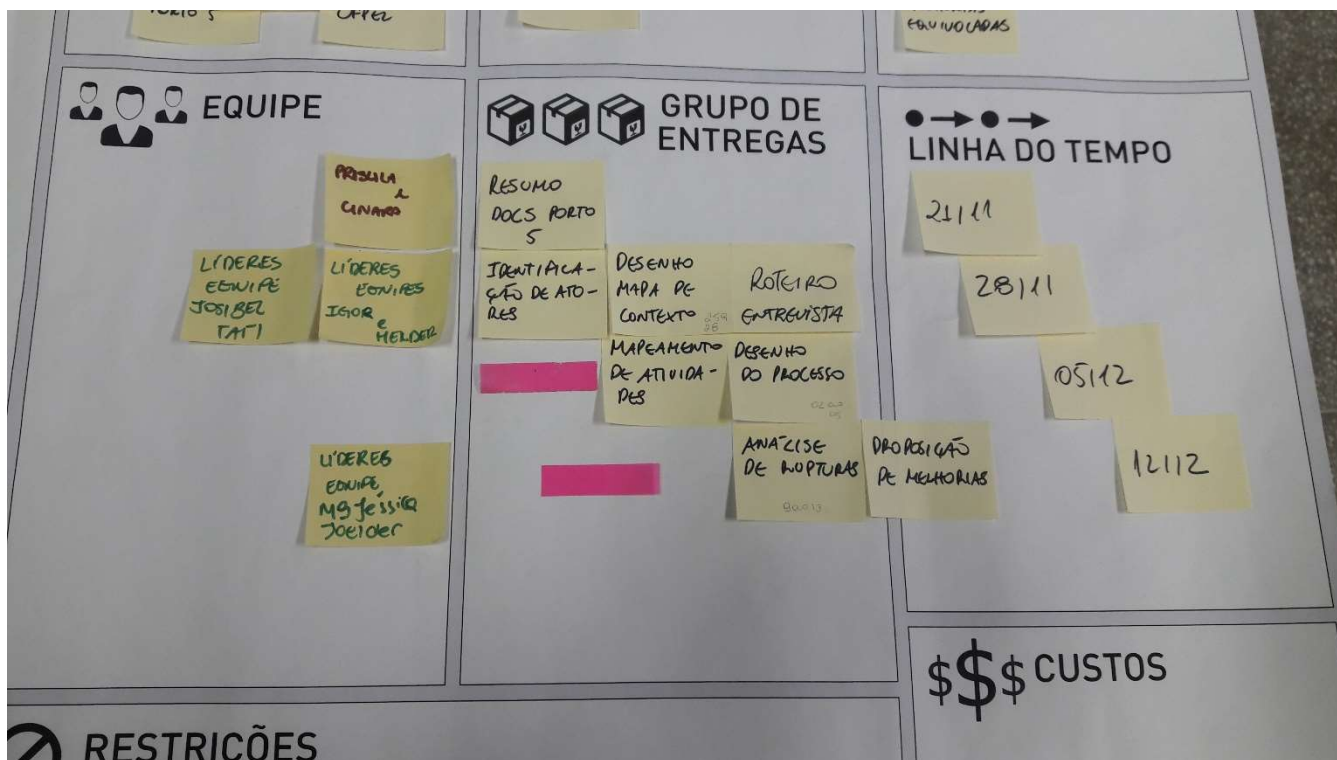 PORTO 5
EQUIVOCADAS
EQUIPE
PRISCILA
E
LÍDERES
EQUIPE
JOSIBEL
TATI
LÍDERES
EQUIPES
IGOR
e
HELDER
LÍDERES
EQUIPE
Mg Jéssica
Joelder
GRUPO DE
ENTREGAS
RESUMO
DOCS PORTO
5
IDENTIFICA-
ÇÃO DE ATO-
RES
DESENHO
MAPA DE
CONTEXTO
ROTEIRO
ENTREVISTA
MAPEAMENTO
DE ATIVIDA-
DES
DESENHO
DO PROCESSO
ANÁLISE
DE RUPTURAS
PROPOSIÇÃO
DE MELHORIAS
LINHA DO TEMPO
21/11
28/11
05/12
12/12
$$$ CUSTOS
RESTRIÇÕES